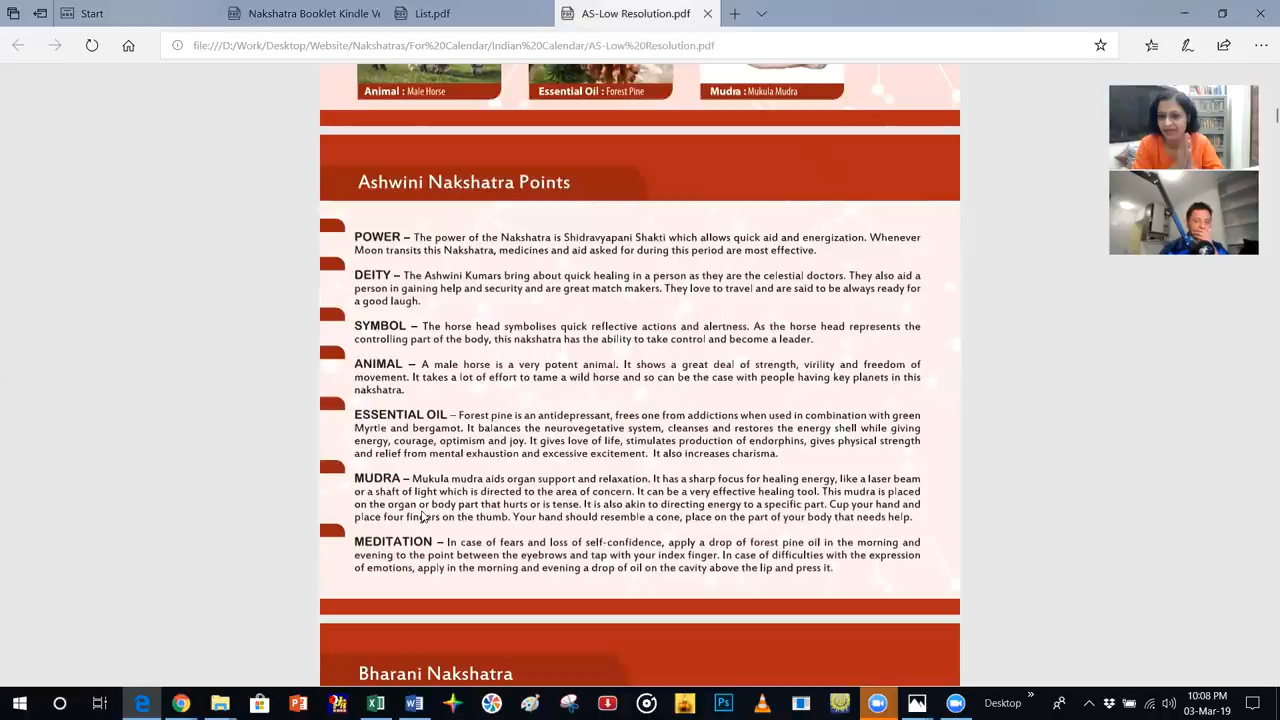 AS-Low Resolution.pdf
AS-Low Resolution.pdf
file:///D:/Work/Desktop/Website/Nakshatras/For%20Calendar/Indian%20Calendar/AS-Low%20Resolution.pdf
Animal : Male Horse
Essential Oil : Forest Pine
Mudra : Mukula Mudra
Ashwini Nakshatra Points
POWER – The power of the Nakshatra is Shidravyapani Shakti which allows quick aid and energization. Whenever
Moon transits this Nakshatra, medicines and aid asked for during this period are most effective.
DEITY – The Ashwini Kumars bring about quick healing in a person as they are the celestial doctors. They also aid a
person in gaining help and security and are great match makers. They love to travel and are said to be always ready for
a good laugh.
SYMBOL – The horse head symbolises quick reflective actions and alertness. As the horse head represents the
controlling part of the body, this nakshatra has the ability to take control and become a leader.
ANIMAL – A male horse is a very potent animal. It shows a great deal of strength, virility and freedom of
movement. It takes a lot of effort to tame a wild horse and so can be the case with people having key planets in this
nakshatra.
ESSENTIAL OIL – Forest pine is an antidepressant, frees one from addictions when used in combination with green
Myrtle and bergamot. It balances the neurovegetative system, cleanses and restores the energy shell while giving
energy, courage, optimism and joy. It gives love of life, stimulates production of endorphins, gives physical strength
and relief from mental exhaustion and excessive excitement. It also increases charisma.
MUDRA – Mukula mudra aids organ support and relaxation. It has a sharp focus for healing energy, like a laser beam
or a shaft of light which is directed to the area of concern. It can be a very effective healing tool. This mudra is placed
on the organ or body part that hurts or is tense. It is also akin to directing energy to a specific part. Cup your hand and
place four fingers on the thumb. Your hand should resemble a cone, place on the part of your body that needs help.
MEDITATION – In case of fears and loss of self-confidence, apply a drop of forest pine oil in the morning and
evening to the point between the eyebrows and tap with your index finger. In case of difficulties with the expression
of emotions, apply in the morning and evening a drop of oil on the cavity above the lip and press it.
Bharani Nakshatra
Desktop
10:08 PM
03-Mar-19